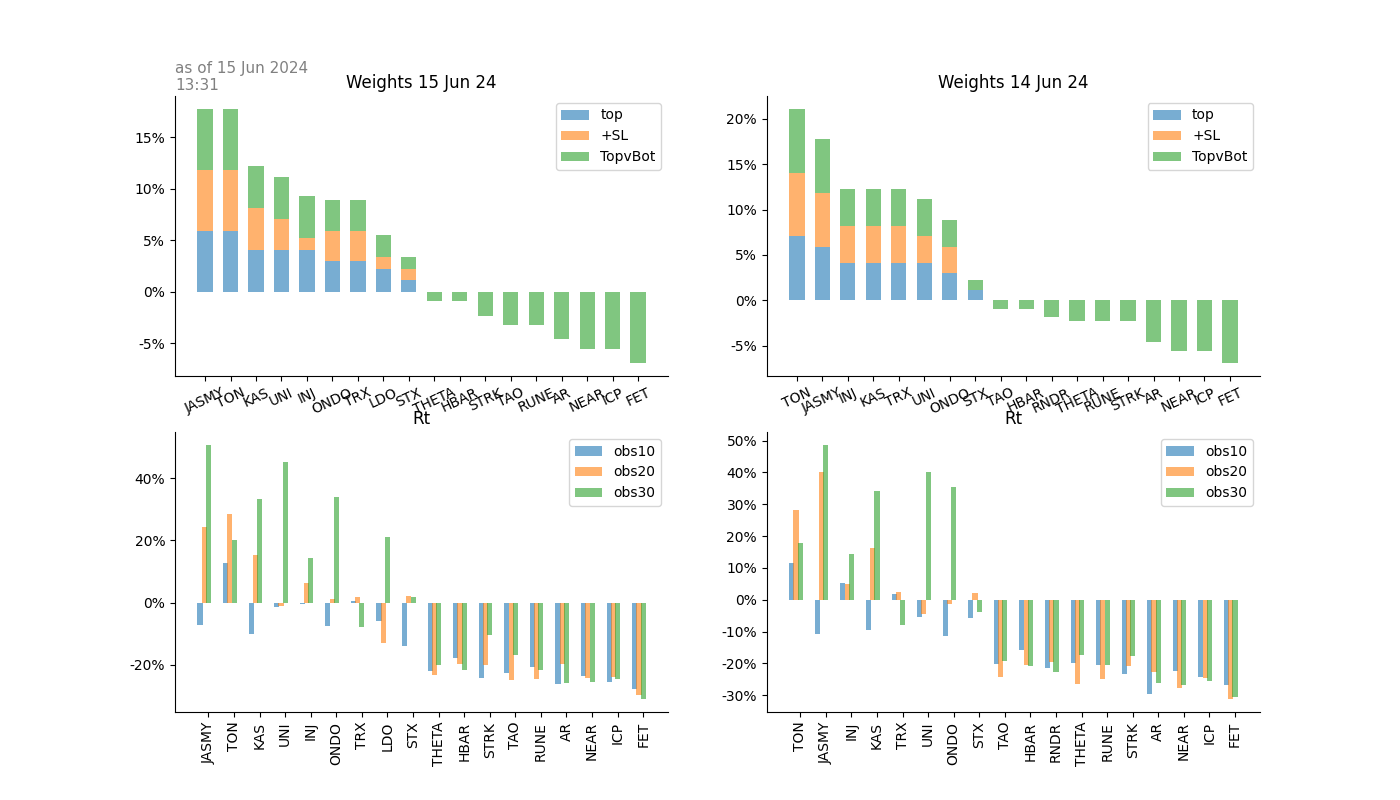 as of 15 Jun 2024
13:31
Weights 15 Jun 24
top
+SL
TopvBot
15%
10%
5%
0%
-5%
JASMY TON KAS UNI INJ ONDO TRX LDO STX THETA HBAR STRK TAO RUNE AR NEAR ICP FET
Weights 14 Jun 24
top
+SL
TopvBot
20%
15%
10%
5%
0%
-5%
TON JASMY INJ KAS TRX UNI ONDO STX TAO HBAR RNDR THETA RUNE STRK AR NEAR ICP FET
Rt
obs10
obs20
obs30
40%
20%
0%
-20%
JASMY TON KAS UNI INJ ONDO TRX LDO STX THETA HBAR STRK TAO RUNE AR NEAR ICP FET
Rt
obs10
obs20
obs30
50%
40%
30%
20%
10%
0%
-10%
-20%
-30%
TON JASMY INJ KAS TRX UNI ONDO STX TAO HBAR RNDR THETA RUNE STRK AR NEAR ICP FET